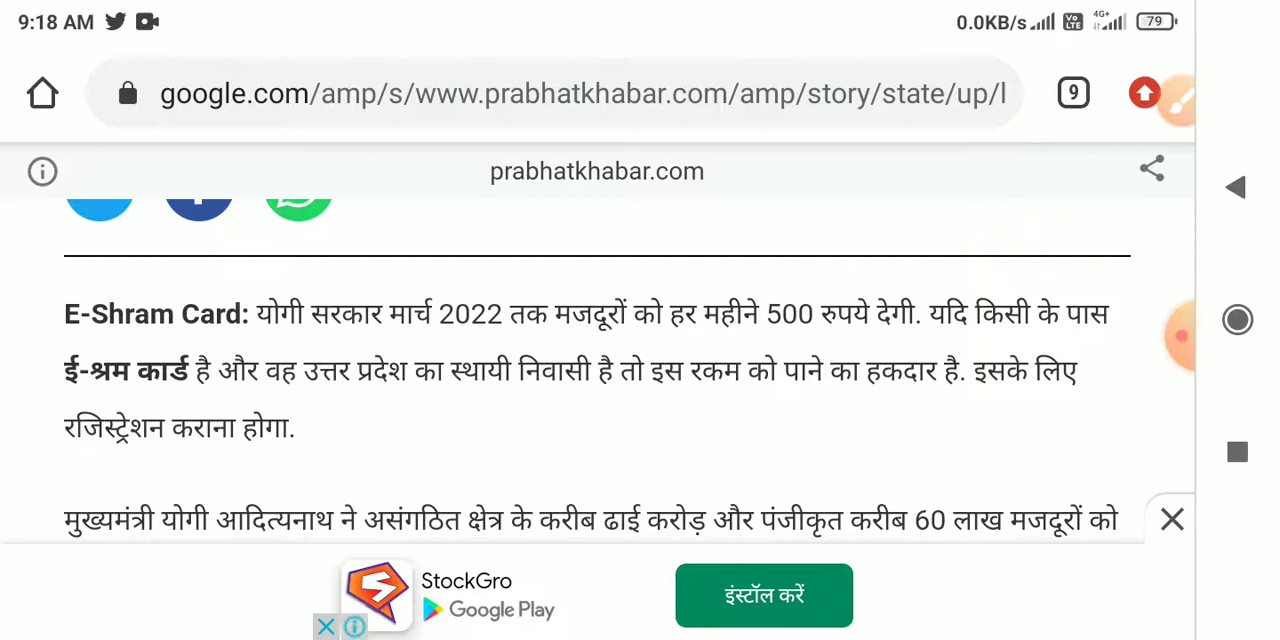 9:18 AM 0.0KB/s Vo LTE 4G+ 79
google.com/amp/s/www.prabhatkhabar.com/amp/story/state/up/l 9
prabhatkhabar.com
E-Shram Card: योगी सरकार मार्च 2022 तक मजदूरों को हर महीने 500 रुपये देगी. यदि किसी के पास
ई-श्रम कार्ड है और वह उत्तर प्रदेश का स्थायी निवासी है तो इस रकम को पाने का हकदार है. इसके लिए
रजिस्ट्रेशन कराना होगा.
मुख्यमंत्री योगी आदित्यनाथ ने असंगठित क्षेत्र के करीब ढाई करोड़ और पंजीकृत करीब 60 लाख मजदूरों को
StockGro
Google Play
इंस्टॉल करें